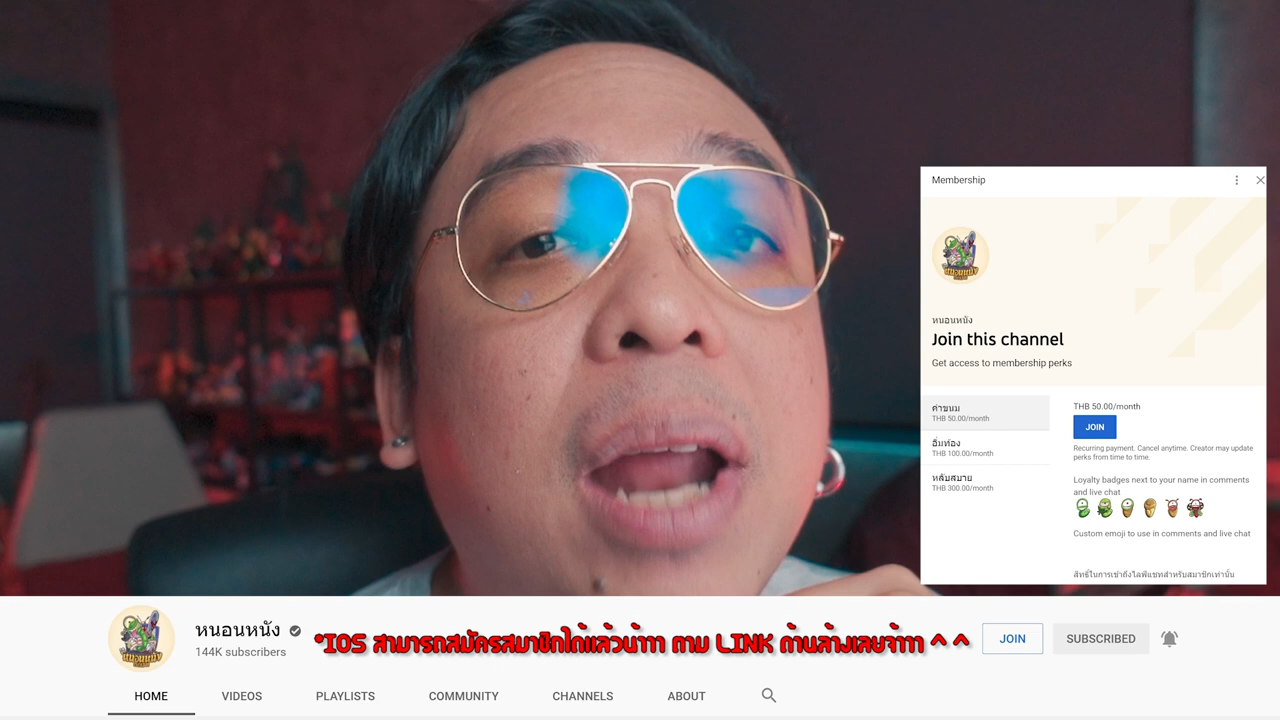 Membership
หนอนหนัง
Join this channel
Get access to membership perks
ค่าขนม
THB 50.00/month
อิ่มท้อง
THB 100.00/month
หลับสบาย
THB 300.00/month
THB 50.00/month
JOIN
Recurring payment. Cancel anytime. Creator may update
perks from time to time.
Loyalty badges next to your name in comments
and live chat
Custom emoji to use in comments and live chat
สิทธิ์ในการเข้าถึงไลฟ์แชทสำหรับสมาชิกเท่านั้น
หนอนหนัง
144K subscribers
*IOS สามารถสมัครสมาชิกได้แล้วน้าาา ตาม LINK ด้านล้างเลยจ้าาา ^ ^
JOIN
SUBSCRIBED
HOME VIDEOS PLAYLISTS COMMUNITY CHANNELS ABOUT